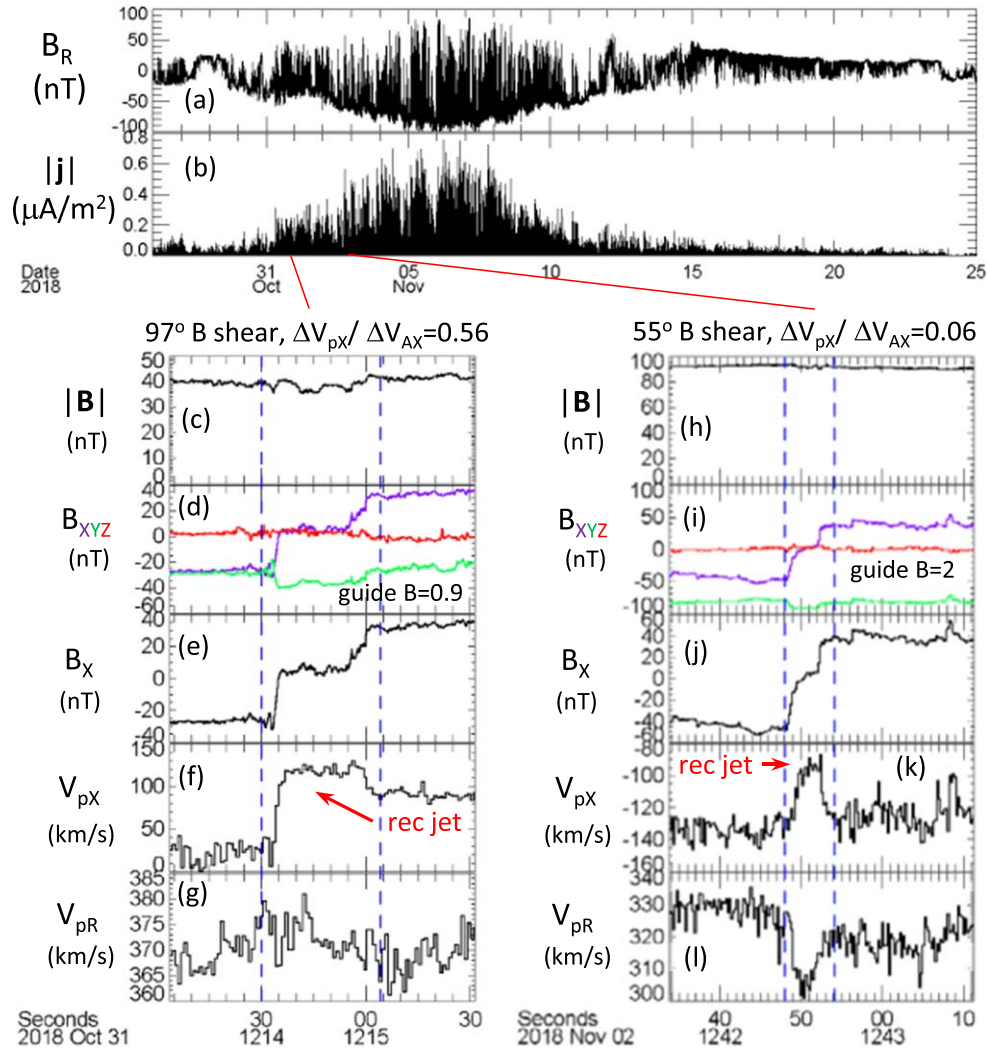 B_R
(nT)
100
50
0
-50
-100
(a)
|j|
(μA/m²)
0.8
0.6
0.4
0.2
0.0
(b)
Date
2018
31
Oct
05
Nov
10
15
20
25
97° B shear, ΔV_pX/ ΔV_AX=0.56
55° B shear, ΔV_pX/ ΔV_AX=0.06
|B|
(nT)
50
40
30
20
10
0
(c)
B_XYZ
(nT)
40
20
0
-20
-40
-60
(d)
guide B=0.9
B_X
(nT)
40
20
0
-20
-40
(e)
V_pX
(km/s)
150
100
50
0
(f)
rec jet
V_pR
(km/s)
385
380
375
370
365
360
(g)
Seconds
2018 Oct 31
30
00
30
1214
1215
|B|
(nT)
100
80
60
40
20
0
(h)
B_XYZ
(nT)
100
50
0
-50
-100
(i)
guide B=2
B_X
(nT)
60
40
20
0
-20
-40
-60
(j)
V_pX
(km/s)
-80
-100
-120
-140
-160
rec jet
(k)
V_pR
(km/s)
340
330
320
310
300
(l)
Seconds
2018 Nov 02
40
50
00
10
1242
1243